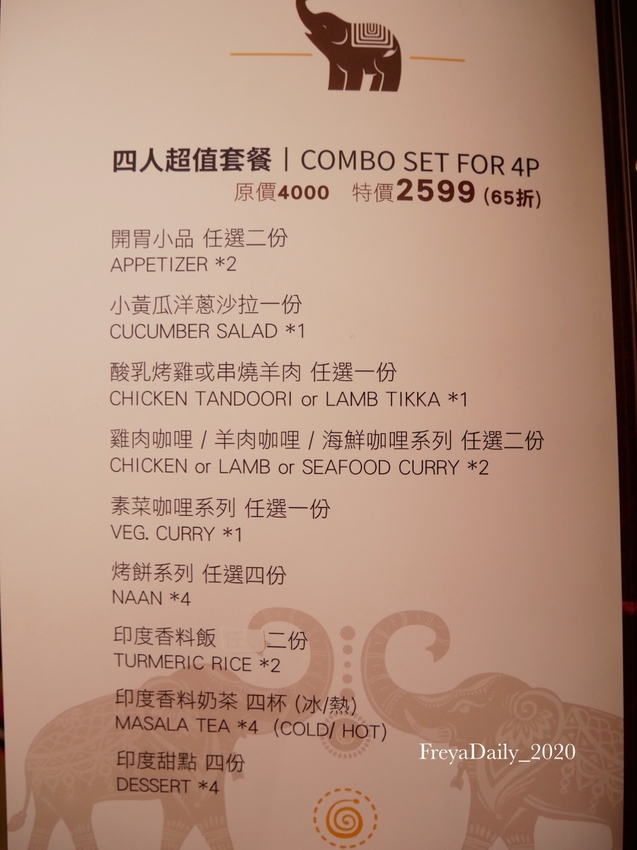 四人超值套餐 | COMBO SET FOR 4P
原價4000 特價2599 (65折)
開胃小品 任選二份
APPETIZER *2
小黃瓜洋蔥沙拉一份
CUCUMBER SALAD *1
酸乳烤雞或串燒羊肉 任選一份
CHICKEN TANDOORI or LAMB TIKKA *1
雞肉咖哩 / 羊肉咖哩 / 海鮮咖哩系列 任選二份
CHICKEN or LAMB or SEAFOOD CURRY *2
素菜咖哩系列 任選一份
VEG. CURRY *1
烤餅系列 任選四份
NAAN *4
印度香料飯 二份
TURMERIC RICE *2
印度香料奶茶 四杯 (冰/熱)
MASALA TEA *4 (COLD/ HOT)
FreyaDaily_2020
印度甜點 四份
DESSERT *4